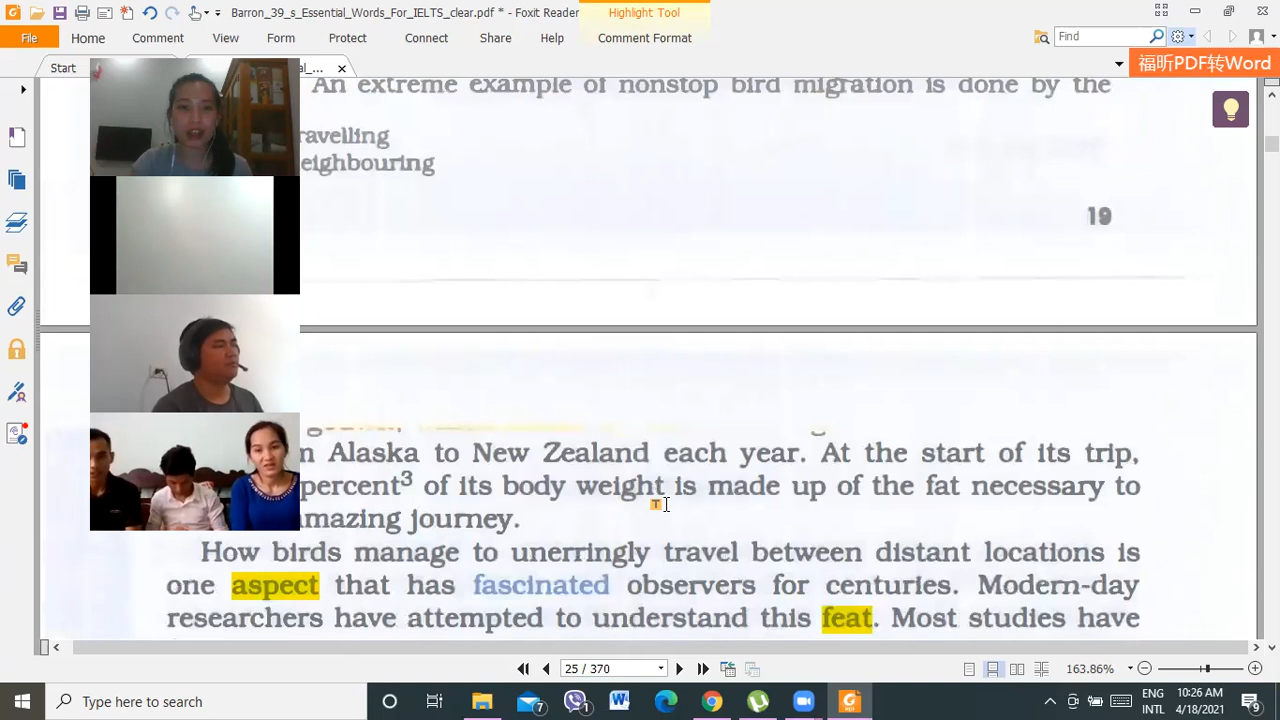 Barron_39_s_Essential_Words_For_IELTS_clear.pdf * - Foxit Reader
Highlight Tool
File
Home
Comment
View
Form
Protect
Connect
Share
Help
Comment Format
Find
福昕PDF转Word
Start
al_...
An extreme example of nonstop bird migration is done by the
ravelling
eighbouring
19
m Alaska to New Zealand each year. At the start of its trip,
percent3 of its body weight is made up of the fat necessary to
amazing journey.
How birds manage to unerringly travel between distant locations is
one aspect that has fascinated observers for centuries. Modern-day
researchers have attempted to understand this feat. Most studies have
25 / 370
163.86%
Type here to search
ENG
INTL
10:26 AM
4/18/2021